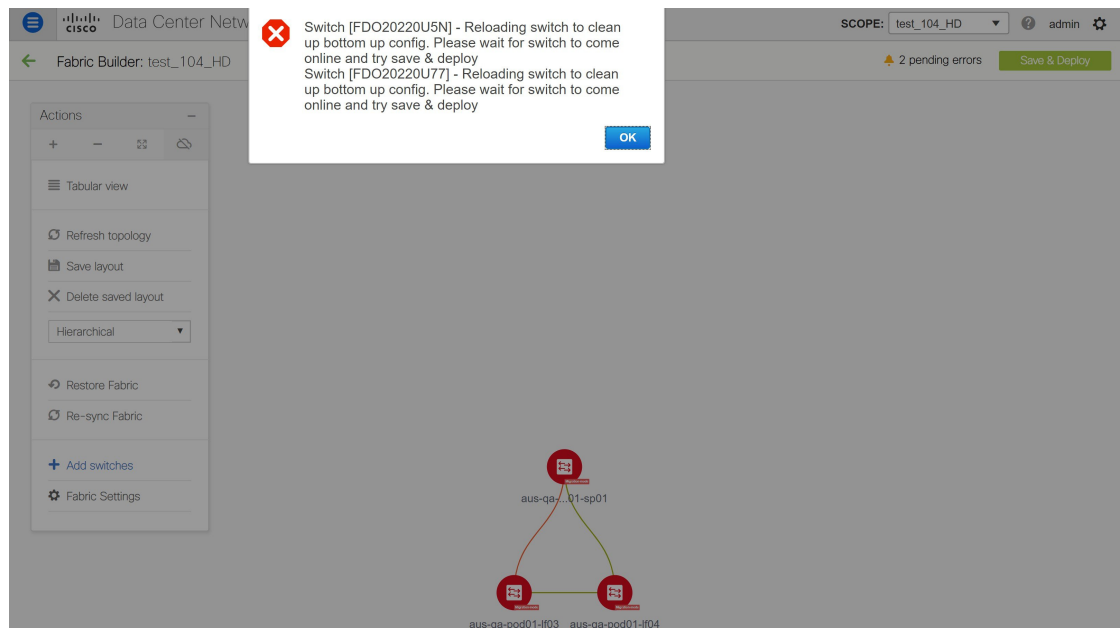 cisco
Data Center Netw
SCOPE: test_104_HD
admin
Fabric Builder: test_104_HD
2 pending errors
Save & Deploy
Switch [FDO20220U5N] - Reloading switch to clean
up bottom up config. Please wait for switch to come
online and try save & deploy
Switch [FDO20220U77] - Reloading switch to clean
up bottom up config. Please wait for switch to come
online and try save & deploy
OK
Actions
Tabular view
Refresh topology
Save layout
Delete saved layout
Hierarchical
Restore Fabric
Re-sync Fabric
Add switches
Fabric Settings
aus-qa-...01-sp01
aus-qa-pod01-lf03
aus-qa-pod01-lf04